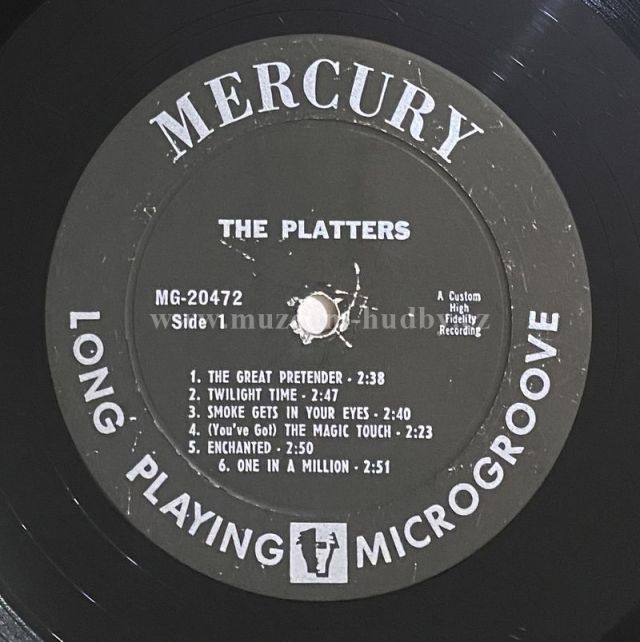 MERCURY
THE PLATTERS
MG-20472
Side 1
A Custom
High
Fidelity
Recording
1. THE GREAT PRETENDER - 2:38
2. TWILIGHT TIME - 2:47
3. SMOKE GETS IN YOUR EYES - 2:40
4. (You've Got) THE MAGIC TOUCH - 2:23
5. ENCHANTED - 2:50
6. ONE IN A MILLION - 2:51
LONG PLAYING MICROGROOVE